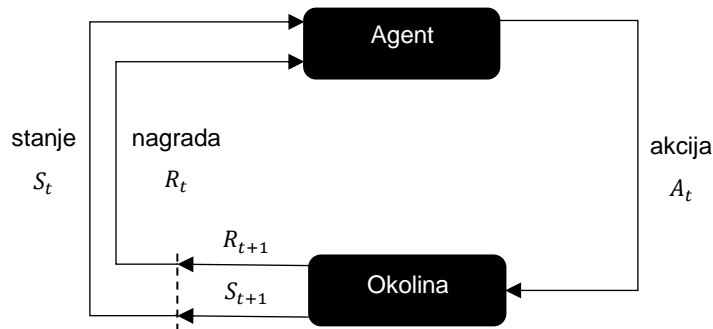 Agent
stanje
S_t
nagrada
R_t
akcija
A_t
R_{t+1}
S_{t+1}
Okolina